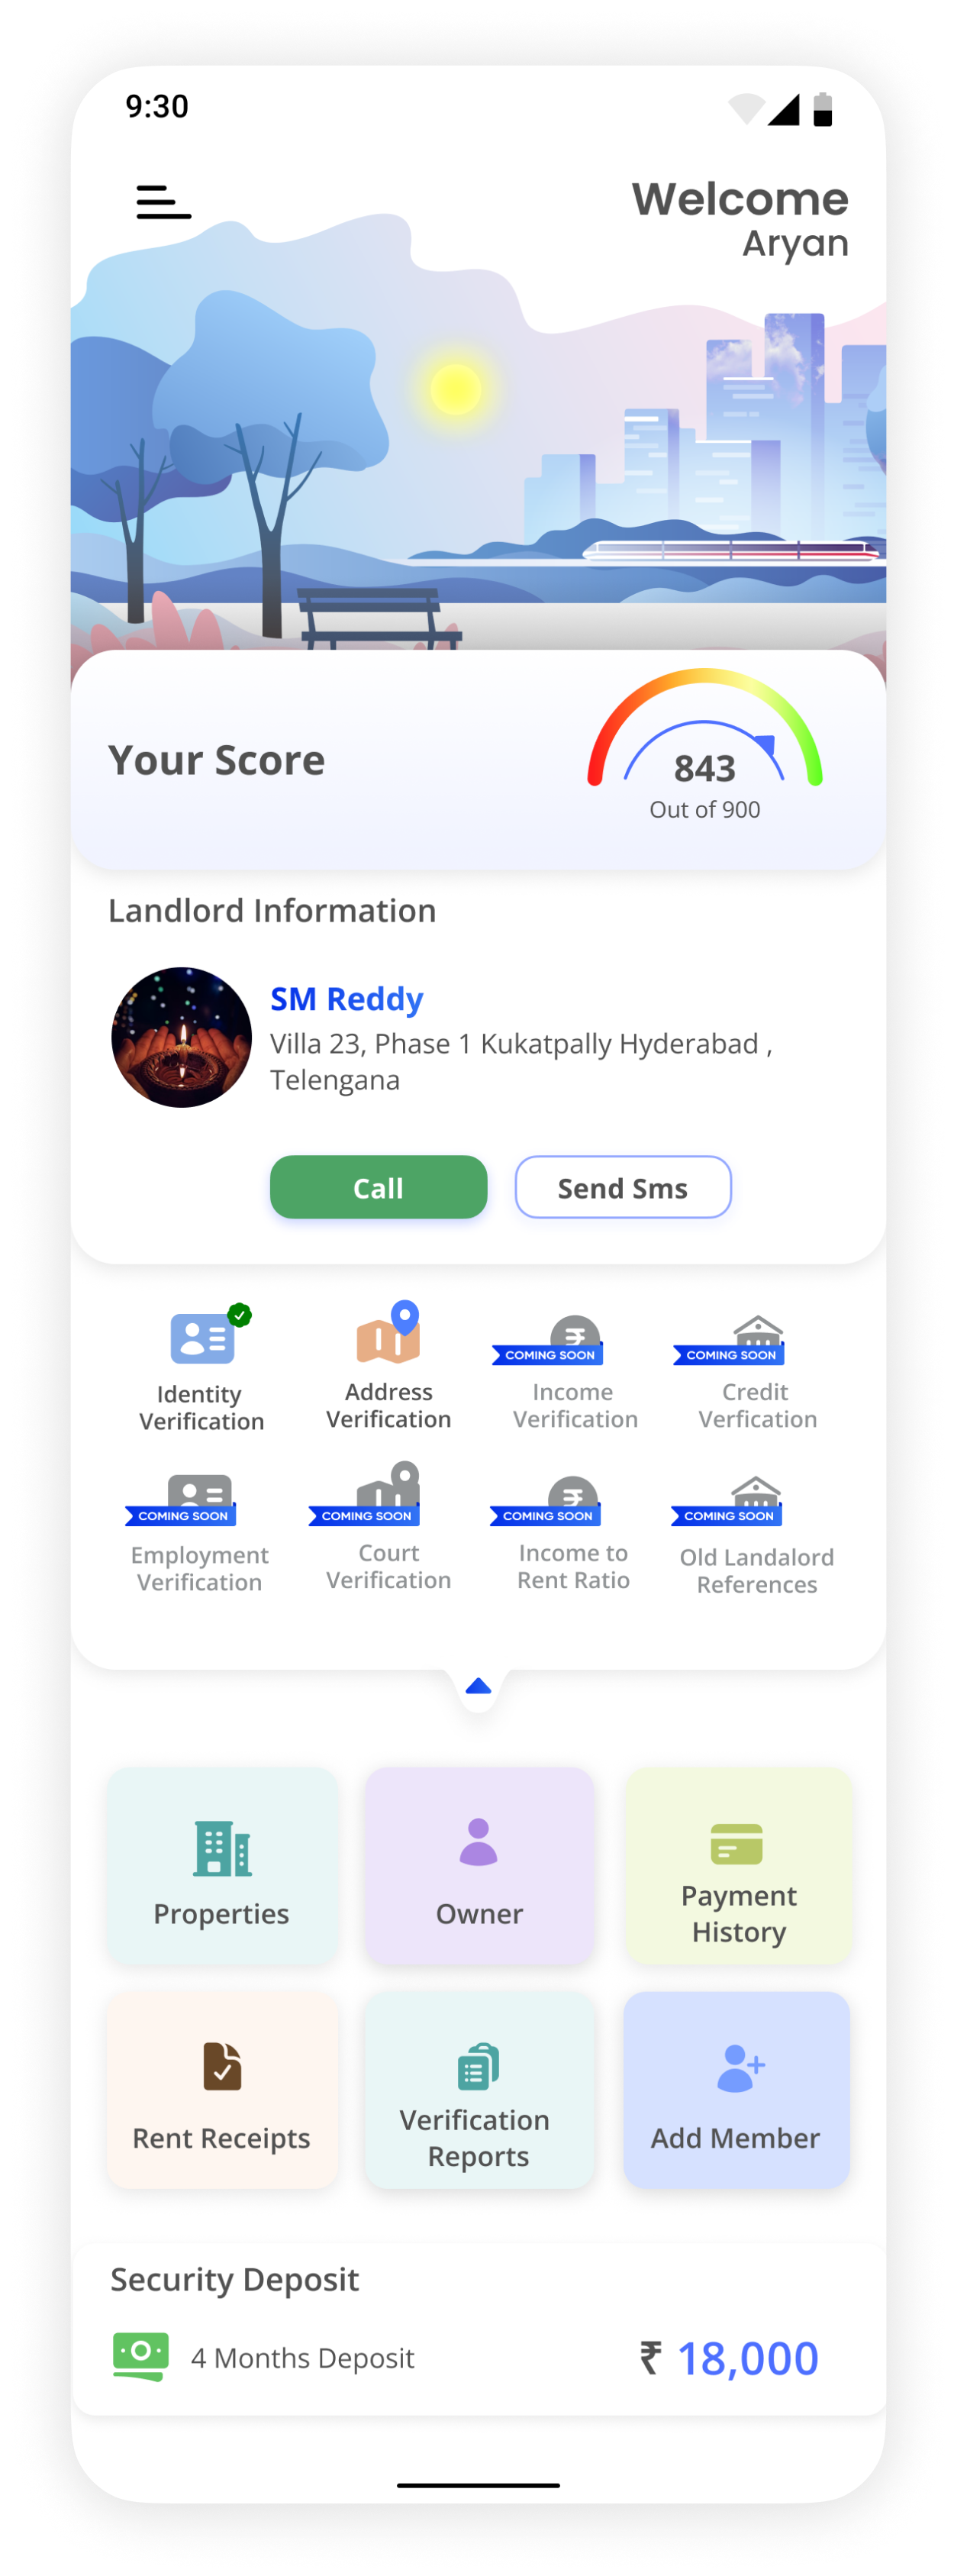 9:30
Welcome
Aryan
Your Score
843
Out of 900
Landlord Information
SM Reddy
Villa 23, Phase 1 Kukatpally Hyderabad ,
Telengana
Call
Send Sms
Identity
Verification
Address
Verification
COMING SOON
Income
Verification
COMING SOON
Credit
Verfication
COMING SOON
Employment
Verification
COMING SOON
Court
Verification
COMING SOON
Income to
Rent Ratio
COMING SOON
Old Landalord
References
Properties
Owner
Payment
History
Rent Receipts
Verification
Reports
Add Member
Security Deposit
4 Months Deposit
₹ 18,000